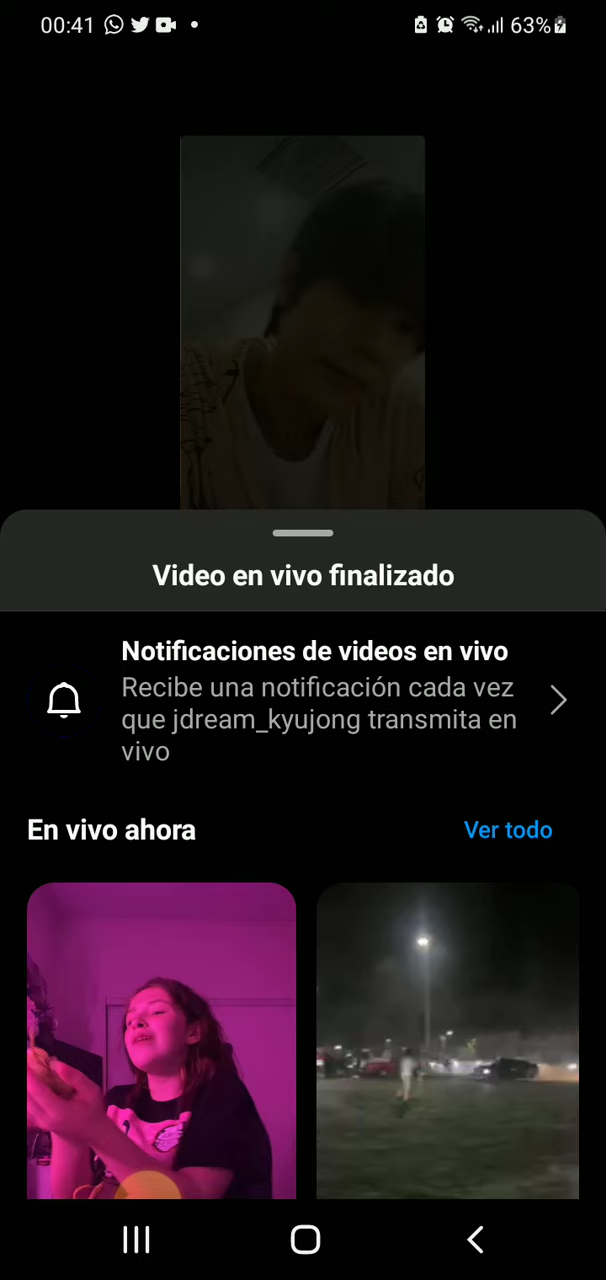 00:41
63%
Video en vivo finalizado
Notificaciones de videos en vivo
Recibe una notificación cada vez
que jdream_kyujong transmita en
vivo
En vivo ahora
Ver todo